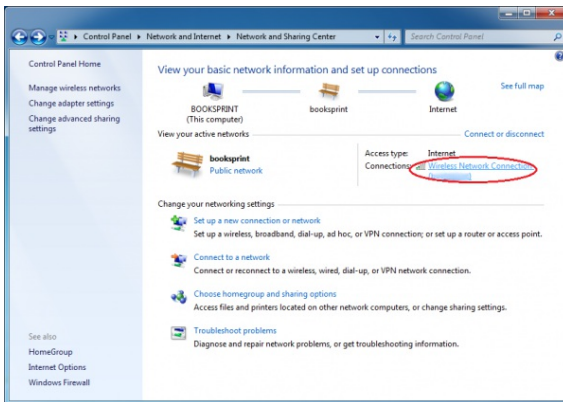 Control Panel ▸ Network and Internet ▸ Network and Sharing Center
Search Control Panel
Control Panel Home
Manage wireless networks
Change adapter settings
Change advanced sharing
settings
See also
HomeGroup
Internet Options
Windows Firewall
View your basic network information and set up connections
See full map
BOOKSPRINT
(This computer)
booksprint
Internet
View your active networks
Connect or disconnect
booksprint
Public network
Access type: Internet
Connections: Wireless Network Connection
Change your networking settings
Set up a new connection or network
Set up a wireless, broadband, dial-up, ad hoc, or VPN connection; or set up a router or access point.
Connect to a network
Connect or reconnect to a wireless, wired, dial-up, or VPN network connection.
Choose homegroup and sharing options
Access files and printers located on other network computers, or change sharing settings.
Troubleshoot problems
Diagnose and repair network problems, or get troubleshooting information.